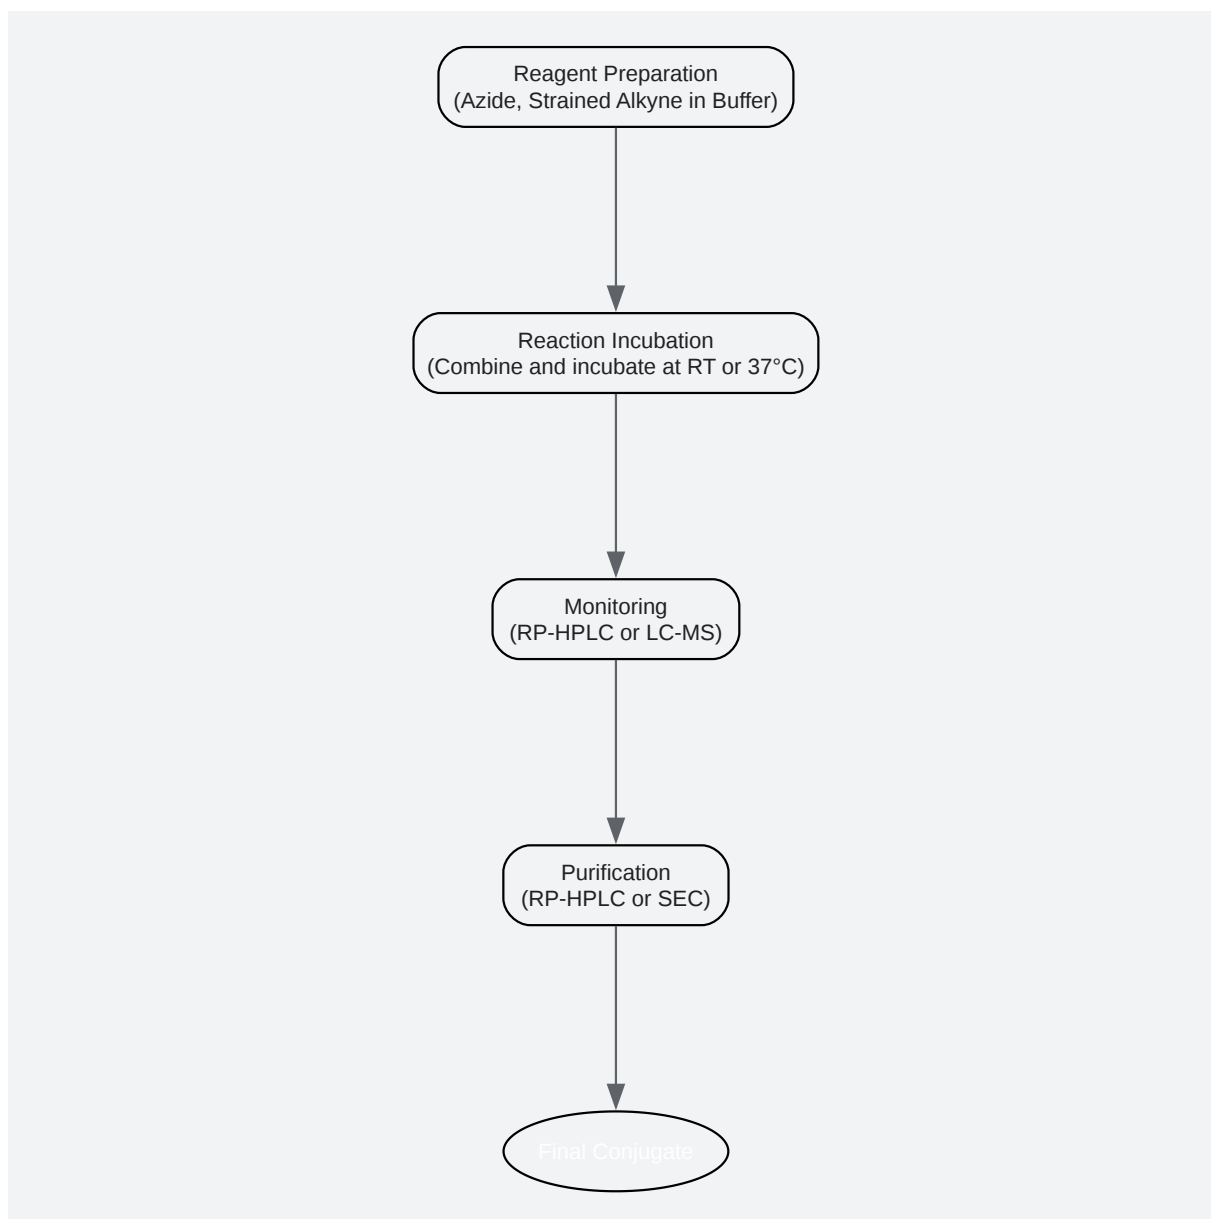 Reagent Preparation
(Azide, Strained Alkyne in Buffer)
Reaction Incubation
(Combine and incubate at RT or 37°C)
Monitoring
(RP-HPLC or LC-MS)
Purification
(RP-HPLC or SEC)
Final Conjugate